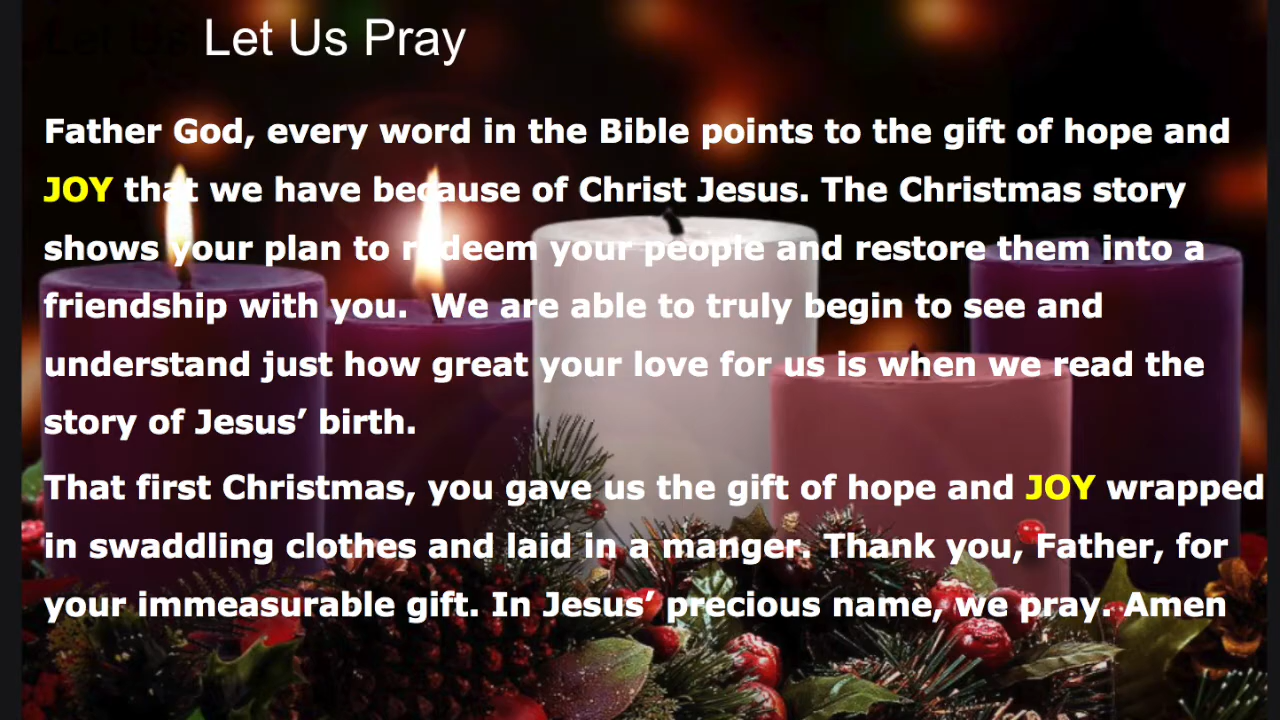 Let Us Let Us Pray
Father God, every word in the Bible points to the gift of hope and
JOY that we have because of Christ Jesus. The Christmas story
shows your plan to redeem your people and restore them into a
friendship with you.  We are able to truly begin to see and
understand just how great your love for us is when we read the
story of Jesus’ birth.
That first Christmas, you gave us the gift of hope and JOY wrapped
in swaddling clothes and laid in a manger. Thank you, Father, for
your immeasurable gift. In Jesus’ precious name, we pray. Amen